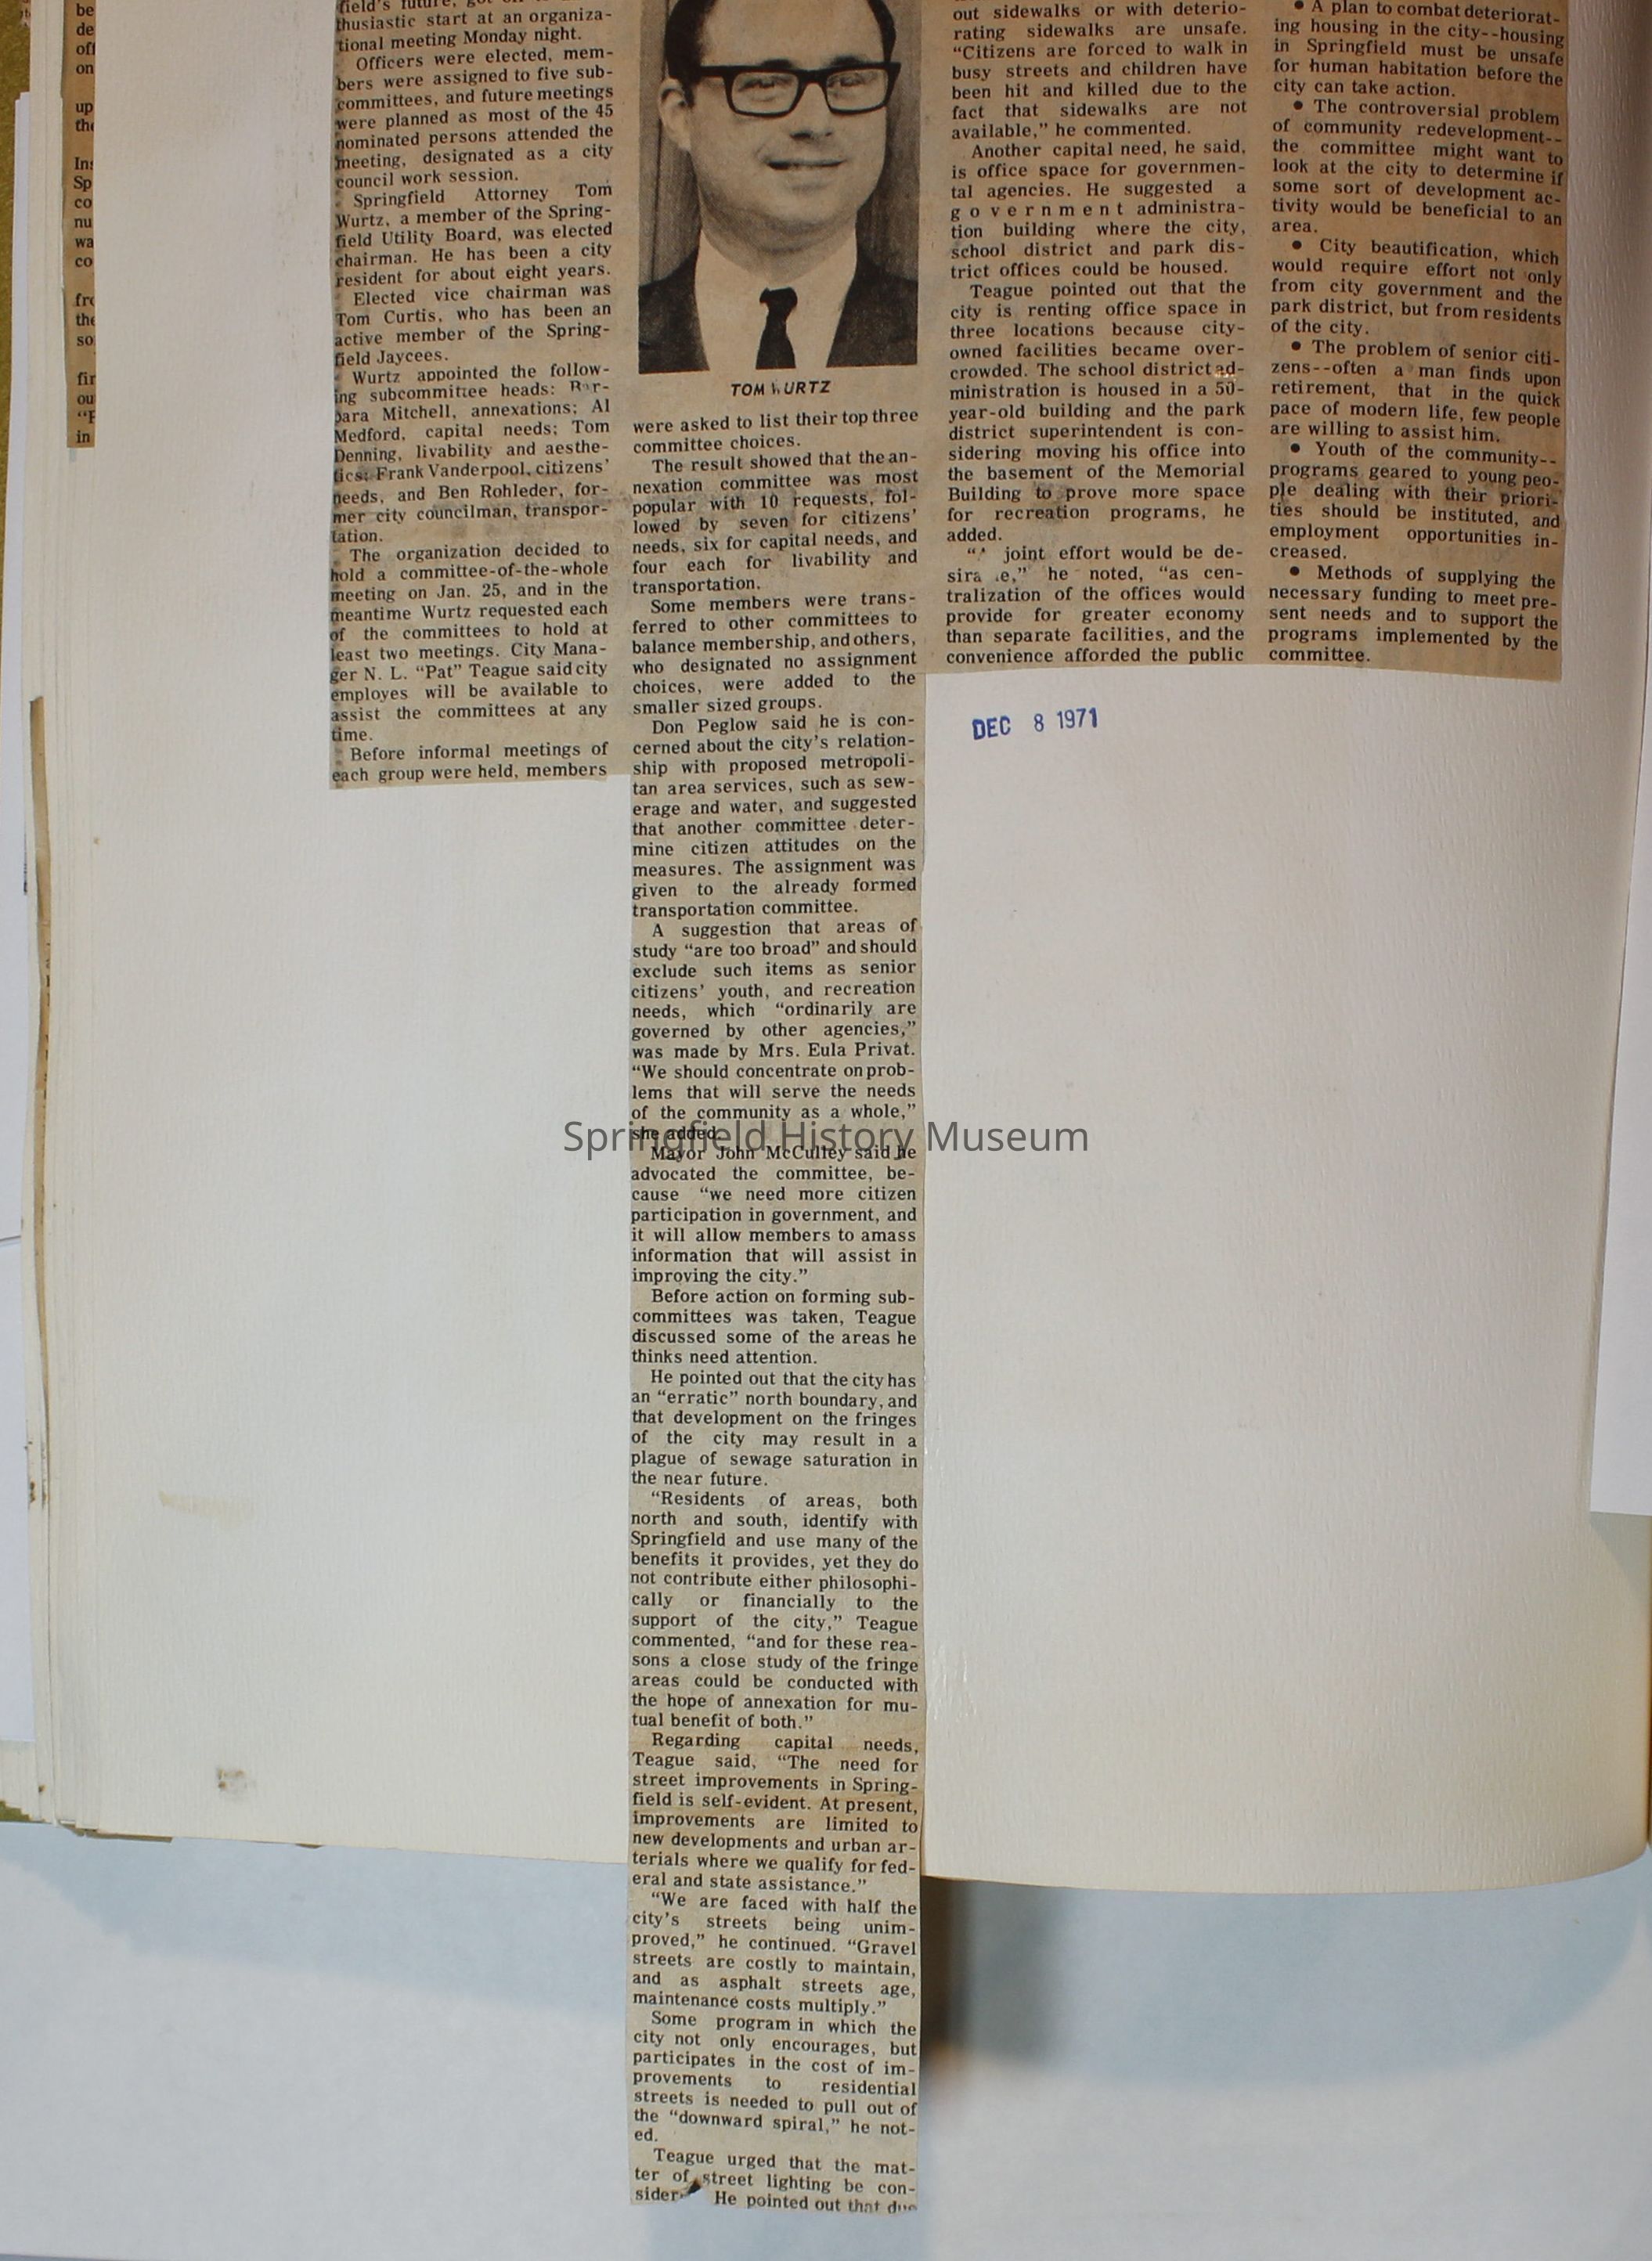 be
de
off
on
up
the
Ins
Sp
co
nu
wa
co
fro
the
so
fir
ou
“F
in
field's future, got off to
thusiastic start at an organiza-
tional meeting Monday night.
Officers were elected, mem-
bers were assigned to five sub-
committees, and future meetings
were planned as most of the 45
nominated persons attended the
meeting, designated as a city
council work session.
Springfield Attorney Tom
Wurtz, a member of the Spring-
field Utility Board, was elected
chairman. He has been a city
resident for about eight years.
Elected vice chairman was
Tom Curtis, who has been an
active member of the Spring-
field Jaycees.
Wurtz appointed the follow-
ing subcommittee heads: Bar-
bara Mitchell, annexations; Al
Medford, capital needs; Tom
Denning, livability and aesthe-
tics; Frank Vanderpool, citizens'
needs, and Ben Rohleder, for-
mer city councilman, transpor-
tation.
The organization decided to
hold a committee-of-the-whole
meeting on Jan. 25, and in the
meantime Wurtz requested each
of the committees to hold at
least two meetings. City Mana-
ger N. L. “Pat” Teague said city
employes will be available to
assist the committees at any
time.
Before informal meetings of
each group were held, members
TOM WURTZ
were asked to list their top three
committee choices.
The result showed that the an-
nexation committee was most
popular with 10 requests, fol-
lowed by seven for citizens'
needs, six for capital needs, and
four each for livability and
transportation.
Some members were trans-
ferred to other committees to
balance membership, and others,
who designated no assignment
choices, were added to the
smaller sized groups.
Don Peglow said he is con-
cerned about the city's relation-
ship with proposed metropoli-
tan area services, such as sew-
erage and water, and suggested
that another committee deter-
mine citizen attitudes on the
measures. The assignment was
given to the already formed
transportation committee.
A suggestion that areas of
study “are too broad” and should
exclude such items as senior
citizens' youth, and recreation
needs, which “ordinarily are
governed by other agencies,”
was made by Mrs. Eula Privat.
“We should concentrate on prob-
lems that will serve the needs
of the community as a whole,”
she added.
Mayor John McCulley said he
advocated the committee, be-
cause “we need more citizen
participation in government, and
it will allow members to amass
information that will assist in
improving the city.”
Before action on forming sub-
committees was taken, Teague
discussed some of the areas he
thinks need attention.
He pointed out that the city has
an “erratic” north boundary, and
that development on the fringes
of the city may result in a
plague of sewage saturation in
the near future.
“Residents of areas, both
north and south, identify with
Springfield and use many of the
benefits it provides, yet they do
not contribute either philosophi-
cally or financially to the
support of the city,” Teague
commented, “and for these rea-
sons a close study of the fringe
areas could be conducted with
the hope of annexation for mu-
tual benefit of both.”
Regarding capital needs,
Teague said, “The need for
street improvements in Spring-
field is self-evident. At present,
improvements are limited to
new developments and urban ar-
terials where we qualify for fed-
eral and state assistance.”
“We are faced with half the
city's streets being unim-
proved,” he continued. “Gravel
streets are costly to maintain,
and as asphalt streets age,
maintenance costs multiply.”
Some program in which the
city not only encourages, but
participates in the cost of im-
provements to residential
streets is needed to pull out of
the “downward spiral,” he not-
ed.
Teague urged that the mat-
ter of street lighting be con-
sider He pointed out that due
out sidewalks or with deterio-
rating sidewalks are unsafe.
“Citizens are forced to walk in
busy streets and children have
been hit and killed due to the
fact that sidewalks are not
available,” he commented.
Another capital need, he said,
is office space for governmen-
tal agencies. He suggested a
government administra-
tion building where the city,
school district and park dis-
trict offices could be housed.
Teague pointed out that the
city is renting office space in
three locations because city-
owned facilities became over-
crowded. The school district ad-
ministration is housed in a 50-
year-old building and the park
district superintendent is con-
sidering moving his office into
the basement of the Memorial
Building to prove more space
for recreation programs, he
added.
“A joint effort would be de-
sira e,” he noted, “as cen-
tralization of the offices would
provide for greater economy
than separate facilities, and the
convenience afforded the public
• A plan to combat deteriorat-
ing housing in the city--housing
in Springfield must be unsafe
for human habitation before the
city can take action.
• The controversial problem
of community redevelopment--
the committee might want to
look at the city to determine if
some sort of development ac-
tivity would be beneficial to an
area.
• City beautification, which
would require effort not only
from city government and the
park district, but from residents
of the city.
• The problem of senior citi-
zens--often a man finds upon
retirement, that in the quick
pace of modern life, few people
are willing to assist him.
• Youth of the community--
programs geared to young peo-
ple dealing with their priori-
ties should be instituted, and
employment opportunities in-
creased.
• Methods of supplying the
necessary funding to meet pre-
sent needs and to support the
programs implemented by the
committee.
DEC 8 1971
Springfield History Museum